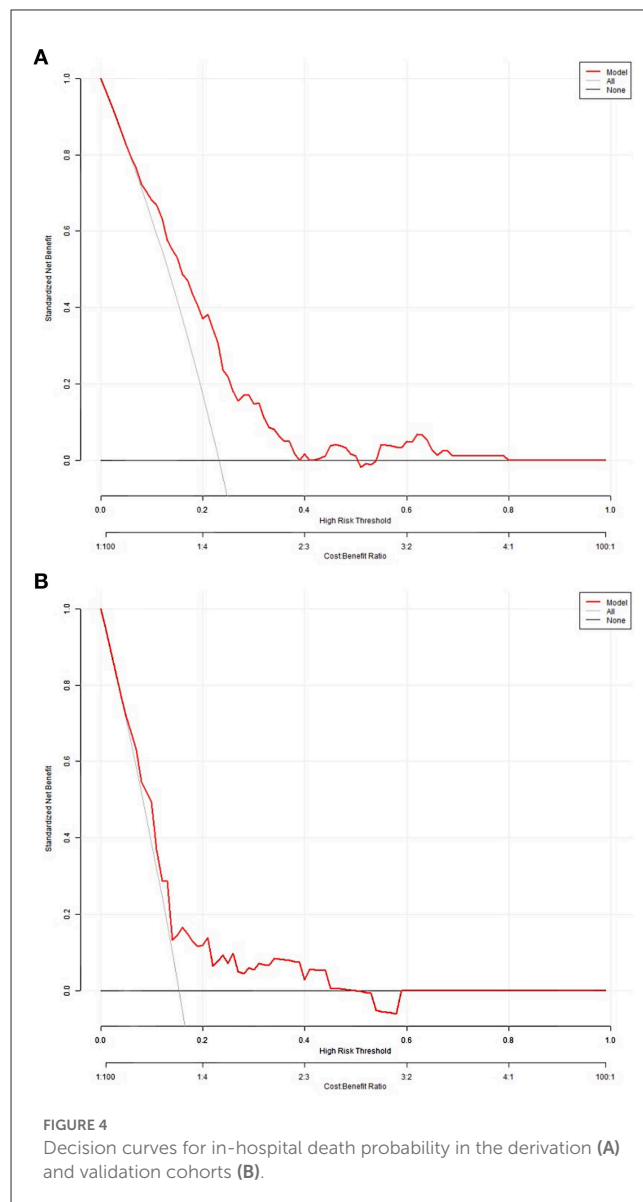 A
Model
All
None
1.0
0.8
0.6
0.4
0.2
0.0
Standardized Net Benefit
0.0 0.2 0.4 0.6 0.8 1.0
High Risk Threshold
1:100 1:4 2:3 3:2 4:1 100:1
Cost:Benefit Ratio
B
Model
All
None
1.0
0.8
0.6
0.4
0.2
0.0
Standardized Net Benefit
0.0 0.2 0.4 0.6 0.8 1.0
High Risk Threshold
1:100 1:4 2:3 3:2 4:1 100:1
Cost:Benefit Ratio
FIGURE 4
Decision curves for in-hospital death probability in the derivation (A)
and validation cohorts (B).